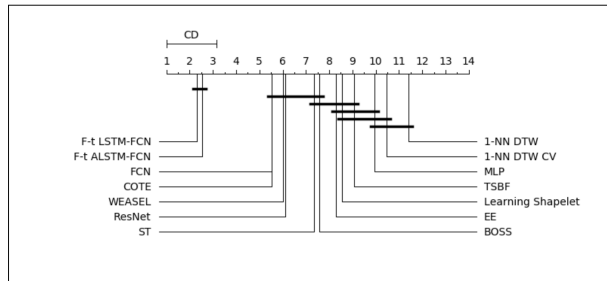 CD
1 2 3 4 5 6 7 8 9 10 11 12 13 14
F-t LSTM-FCN
F-t ALSTM-FCN
FCN
COTE
WEASEL
ResNet
ST
1-NN DTW
1-NN DTW CV
MLP
TSBF
Learning Shapelet
EE
BOSS